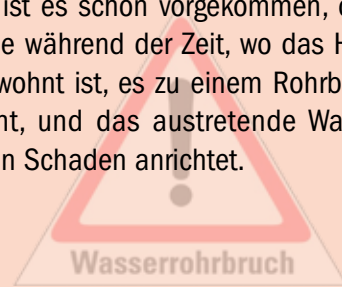 ist es schon vorgekommen,
während der Zeit, wo das
wohnt ist, es zu einem
und das austretende
Schaden anrichtet.
Wasserrohrbruch